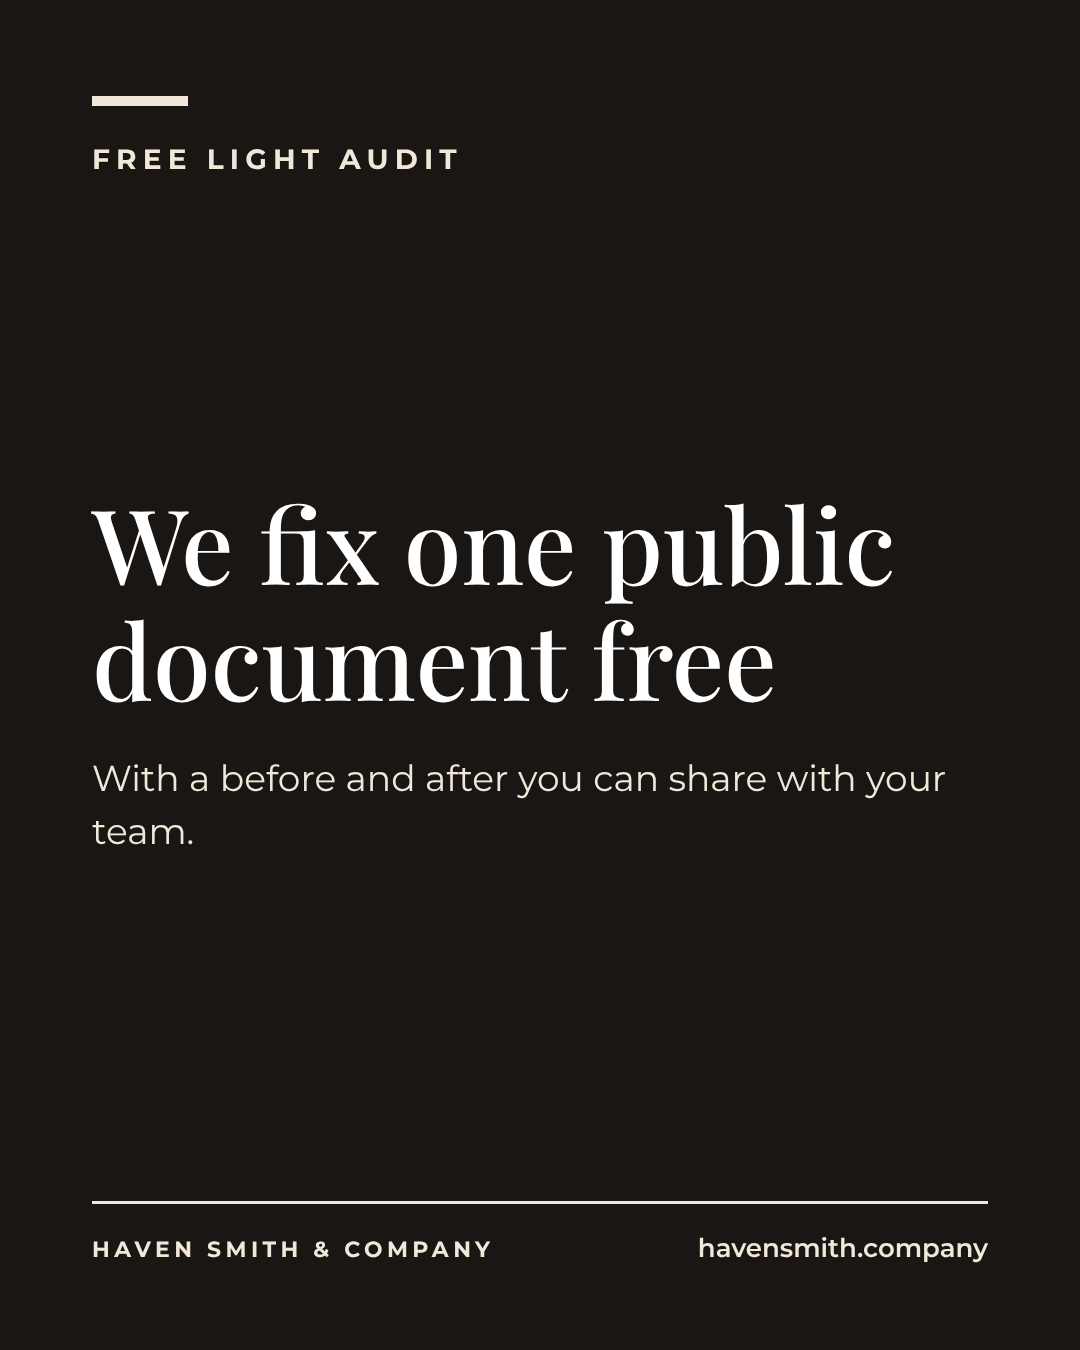 FREE LIGHT AUDIT
We fix one public
document free
With a before and after you can share with your
team.
HAVEN SMITH & COMPANY
havensmith.company